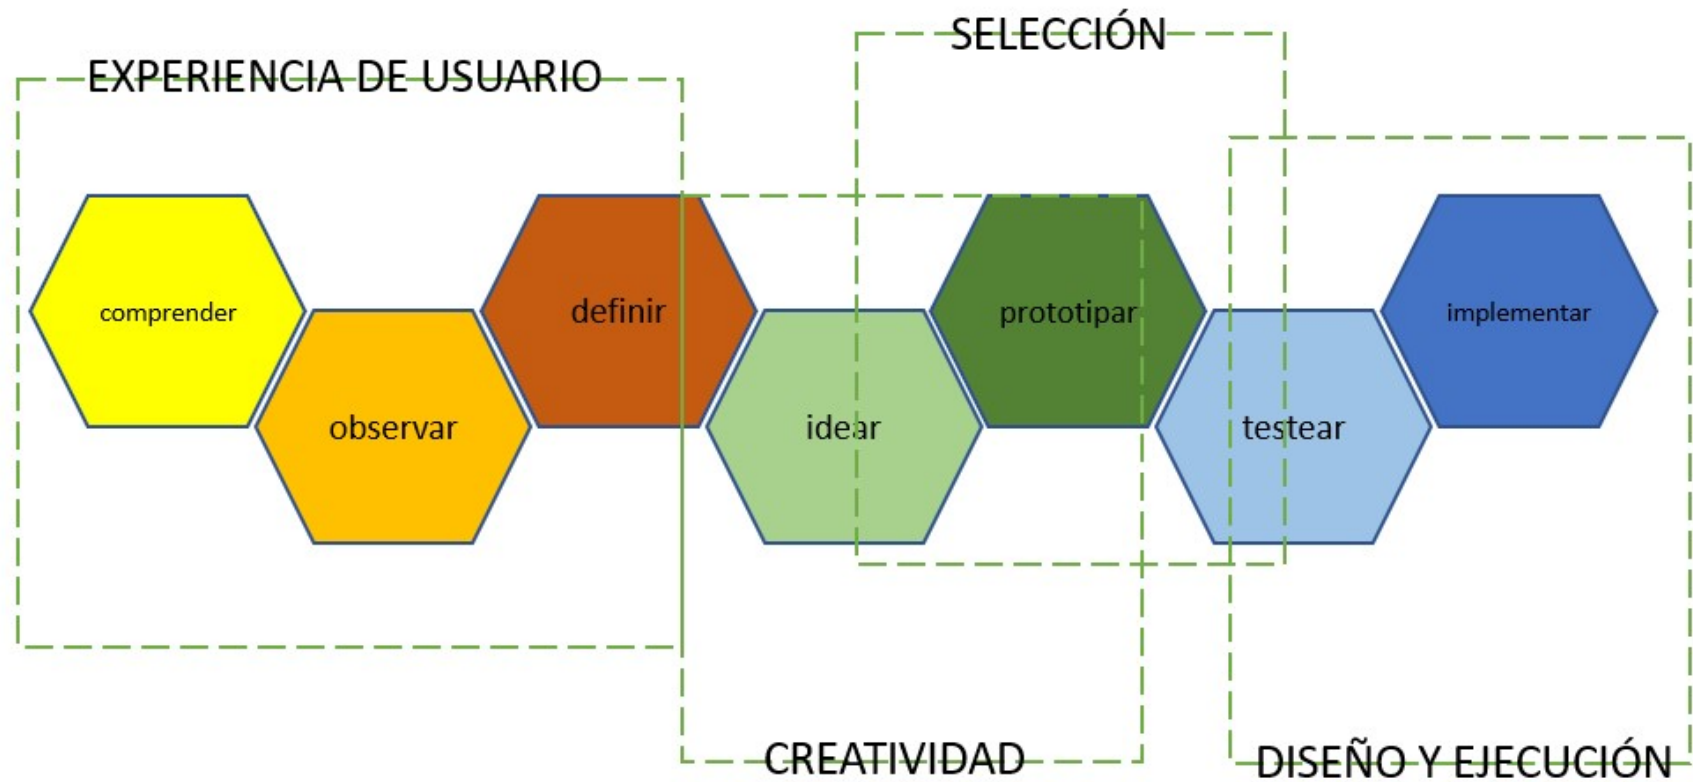 SELECCIÓN
EXPERIENCIA DE USUARIO
comprender
definir
prototipar
implementar
observar
idear
testear
CREATIVIDAD
DISEÑO Y EJECUCIÓN